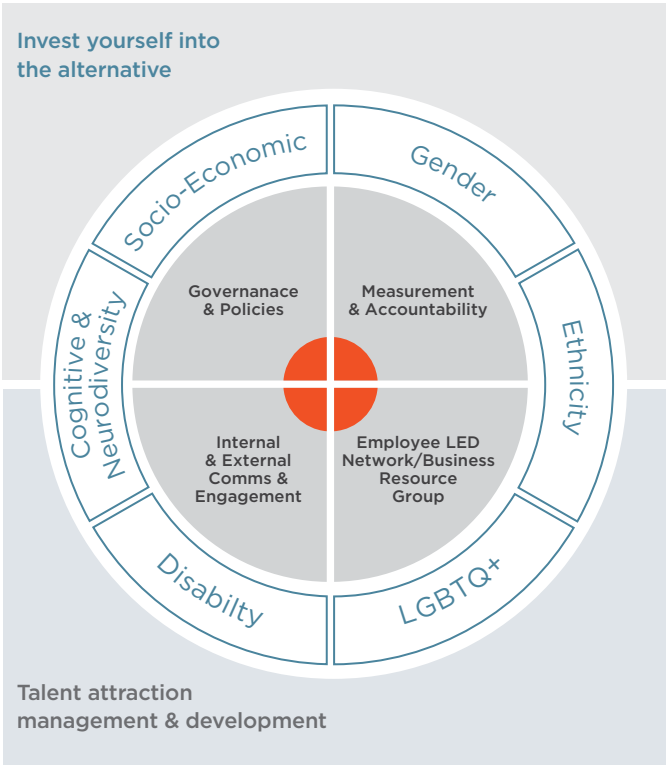 Invest yourself into
the alternative
Socio-Economic
Gender
Governanace
& Policies
Measurement
& Accountability
Cognitive &
Neurodiversity
Ethnicity
Internal
& External
Comms &
Engagement
Employee LED
Network/Business
Resource
Group
Disabilty
LGBTQ+
Talent attraction
management & development